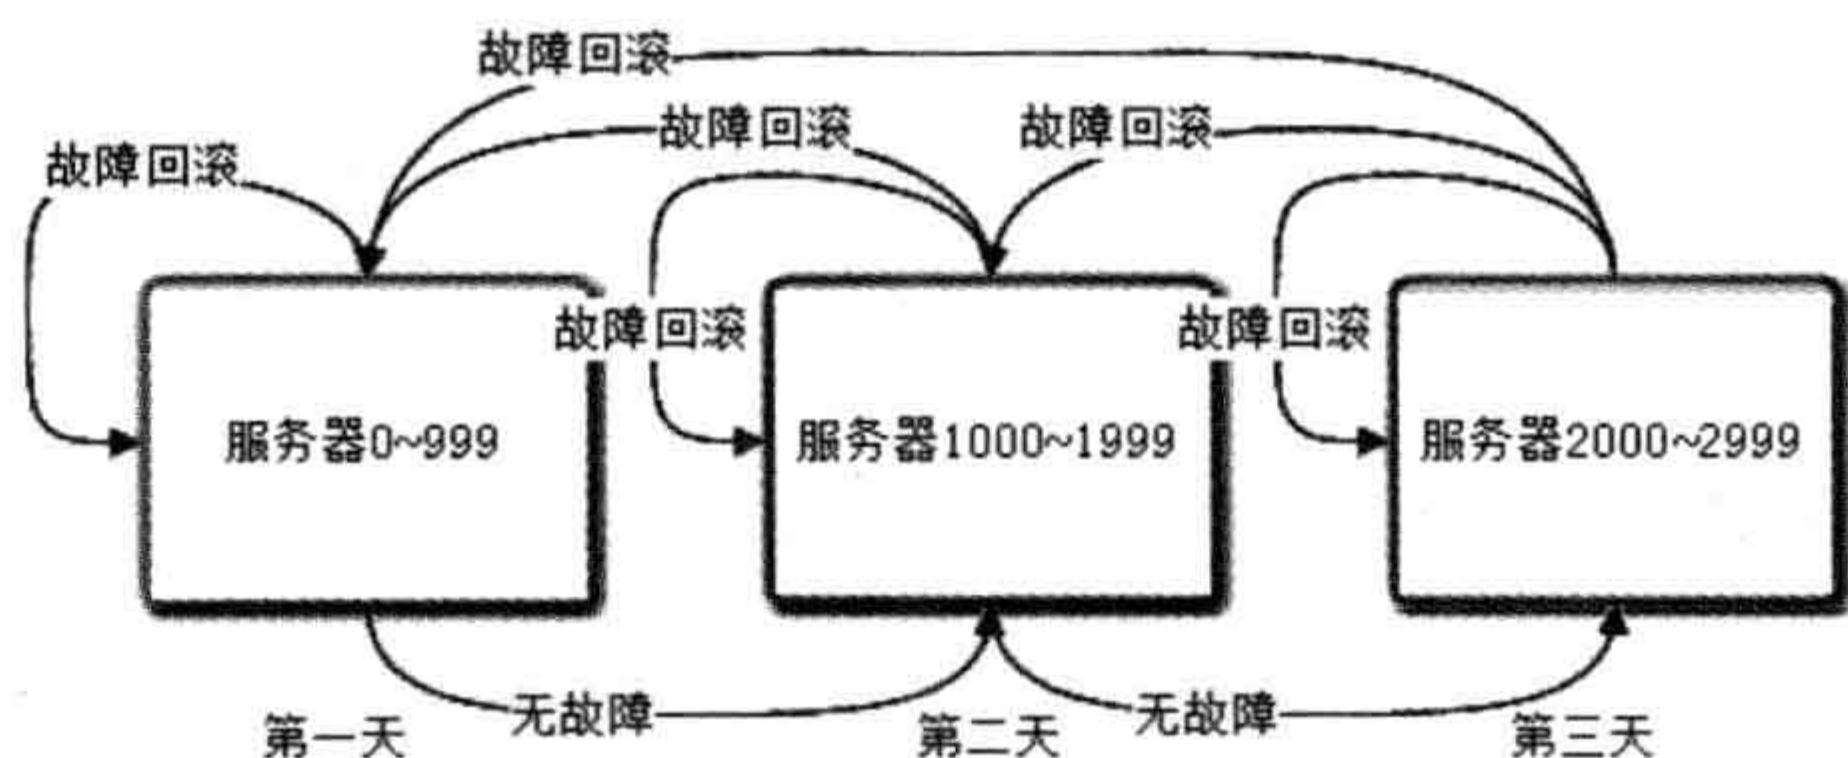 故障回滚
故障回滚
故障回滚
故障回滚
故障回滚
故障回滚
服务器0~999
服务器1000~1999
服务器2000~2999
无故障
无故障
第一天
第二天
第三天